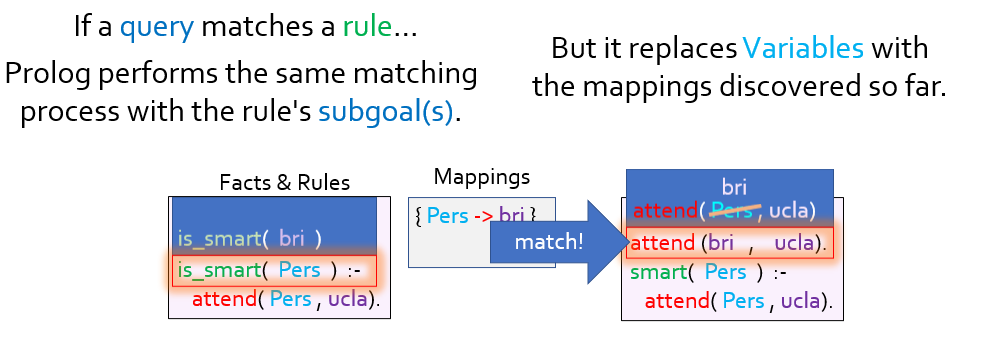 If a query matches a rule...
Prolog performs the same matching
process with the rule's subgoal(s).
But it replaces Variables with
the mappings discovered so far.
Facts & Rules
is_smart( bri )
is_smart( Pers ) :-
attend( Pers , ucla).
Mappings
{ Pers -> bri }
match!
bri
attend( Pers , ucla)
attend (bri , ucla).
smart( Pers ) :-
attend( Pers , ucla).